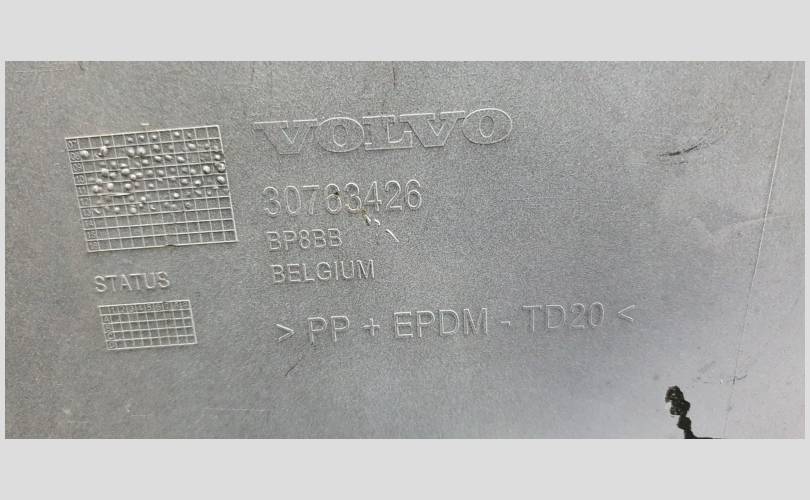 VOLVO
30763426
BP8BB
BELGIUM
STATUS
> PP + EPDM - TD20 <